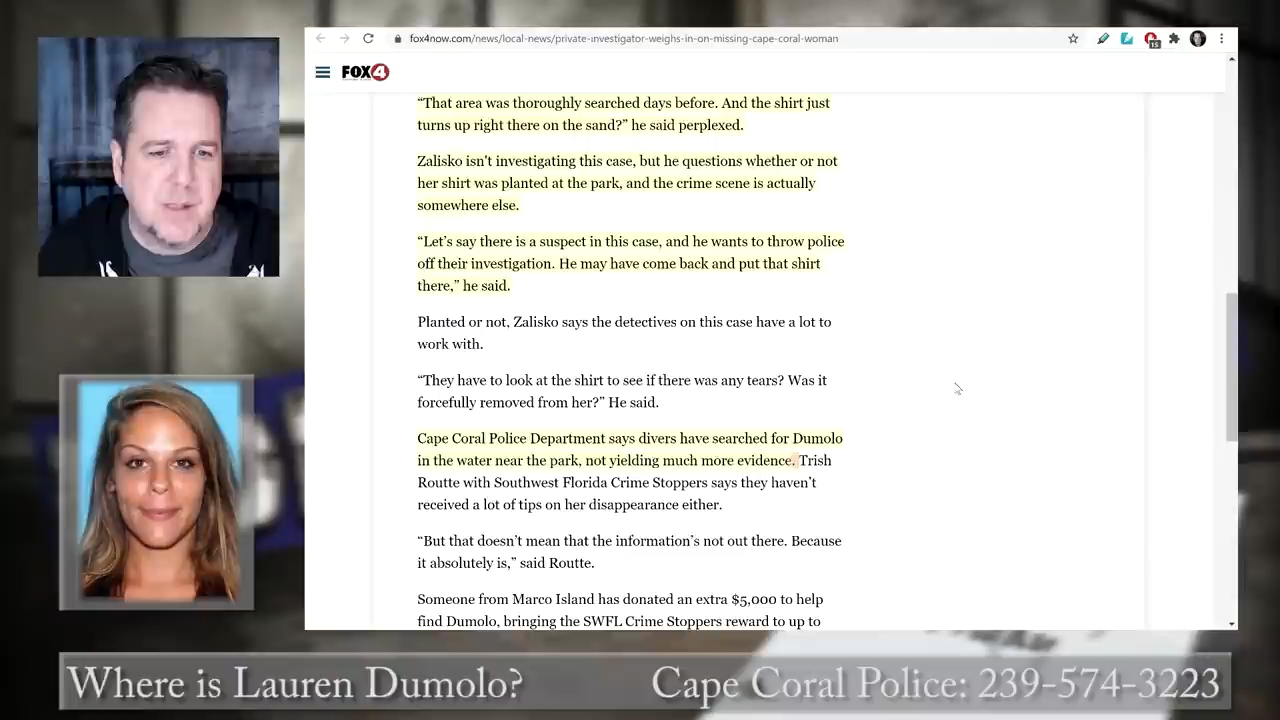 fox4now.com/news/local-news/private-investigator-weighs-in-on-missing-cape-coral-woman
15
FOX 4
“That area was thoroughly searched days before. And the shirt just
turns up right there on the sand?” he said perplexed.
Zalisko isn't investigating this case, but he questions whether or not
her shirt was planted at the park, and the crime scene is actually
somewhere else.
“Let’s say there is a suspect in this case, and he wants to throw police
off their investigation. He may have come back and put that shirt
there,” he said.
Planted or not, Zalisko says the detectives on this case have a lot to
work with.
“They have to look at the shirt to see if there was any tears? Was it
forcefully removed from her?” He said.
Cape Coral Police Department says divers have searched for Dumolo
in the water near the park, not yielding much more evidence. Trish
Routte with Southwest Florida Crime Stoppers says they haven’t
received a lot of tips on her disappearance either.
“But that doesn’t mean that the information’s not out there. Because
it absolutely is,” said Routte.
Someone from Marco Island has donated an extra $5,000 to help
find Dumolo, bringing the SWFL Crime Stoppers reward to up to
Where is Lauren Dumolo?
Cape Coral Police: 239-574-3223